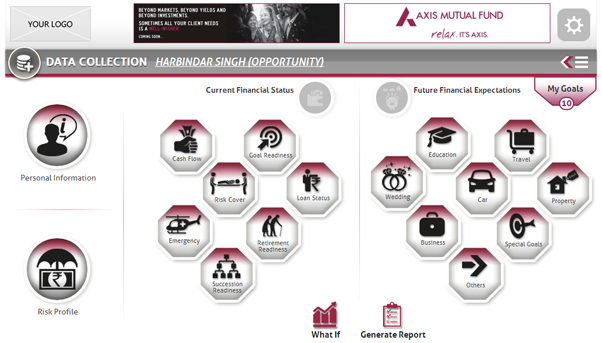 YOUR LOGO
BEYOND MARKETS. BEYOND YIELDS AND
BEYOND INVESTMENTS.
SOMETIMES ALL YOUR CLIENT NEEDS
IS A WELL-WISHER.
COMING SOON...
AXIS MUTUAL FUND
relax. IT'S AXIS.
DATA COLLECTION HARBINDAR SINGH (OPPORTUNITY)
Current Financial Status
Future Financial Expectations
My Goals
10
Personal Information
Risk Profile
Cash Flow
Goal Readiness
Risk Cover
Loan Status
Emergency
Retirement
Readiness
Succession
Readiness
Education
Travel
Wedding
Car
Property
Business
Special Goals
Others
What If
Generate Report